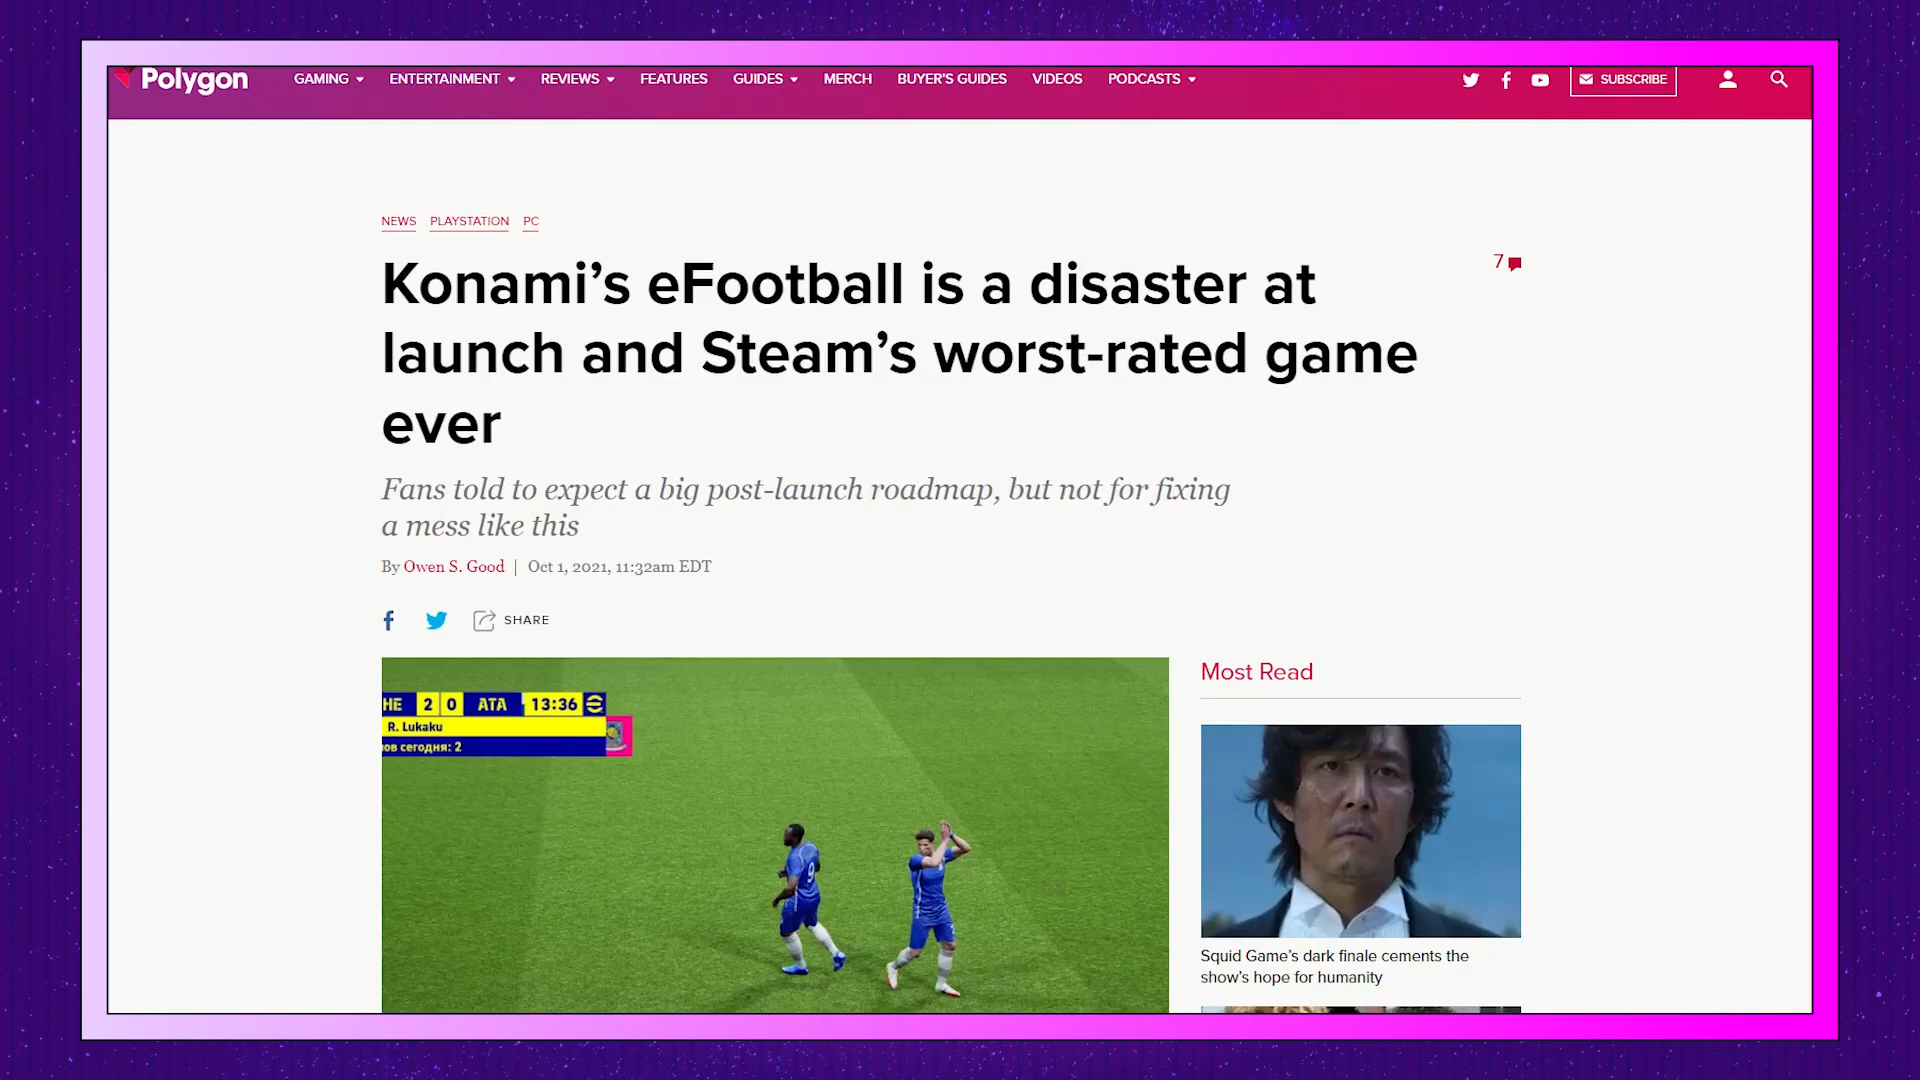 Polygon
GAMING ENTERTAINMENT REVIEWS FEATURES GUIDES MERCH BUYER'S GUIDES VIDEOS PODCASTS SUBSCRIBE
NEWS PLAYSTATION PC
Konami’s eFootball is a disaster at
launch and Steam’s worst-rated game
ever
7
Fans told to expect a big post-launch roadmap, but not for fixing
a mess like this
By Owen S. Good | Oct 1, 2021, 11:32am EDT
SHARE
HE 2 0 ATA 13:36
R. Lukaku
ов сегодня: 2
9
Most Read
Squid Game’s dark finale cements the
show’s hope for humanity